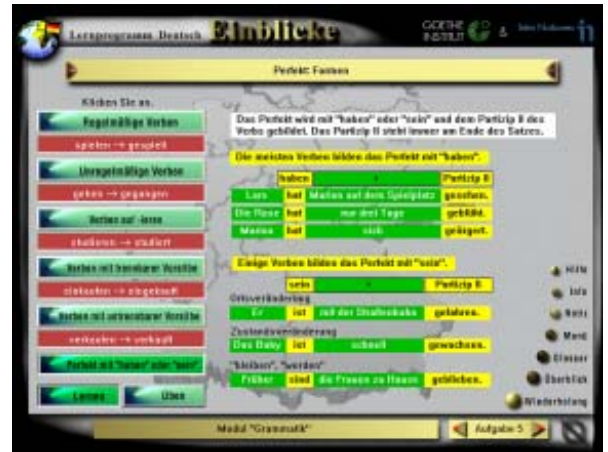 Lernprogramm Deutsch Einblicke GOETHE INSTITUT &
Perfekt: Formen
Klicken Sie an.
Regelmäßige Verben
spielen → gespielt
Unregelmäßige Verben
gehen → gegangen
Verben auf -ieren
studieren → studiert
Verben mit trennbarer Vorsilbe
einkaufen → eingekauft
Verben mit untrennbarer Vorsilbe
verkaufen → verkauft
Perfekt mit "haben" oder "sein"
Lernen Üben
Das Perfekt wird mit "haben" oder "sein" und dem Partizip II des
Verbs gebildet. Das Partizip II steht immer am Ende des Satzes.
Die meisten Verben bilden das Perfekt mit "haben".
haben + Partizip II
Lars hat Marion auf dem Spielplatz gesehen.
Die Rose hat nur drei Tage geblüht.
Marion hat sich geärgert.
Einige Verben bilden das Perfekt mit "sein".
sein + Partizip II
Ortsveränderung
Er ist mit der Straßenbahn gefahren.
Zustandsveränderung
Das Baby ist schnell gewachsen.
"bleiben", "werden"
Früher sind die Frauen zu Hause geblieben.
Hilfe
Info
Notiz
Menü
Glossar
Überblick
Wiederholung
Modul "Grammatik"
Aufgabe 5